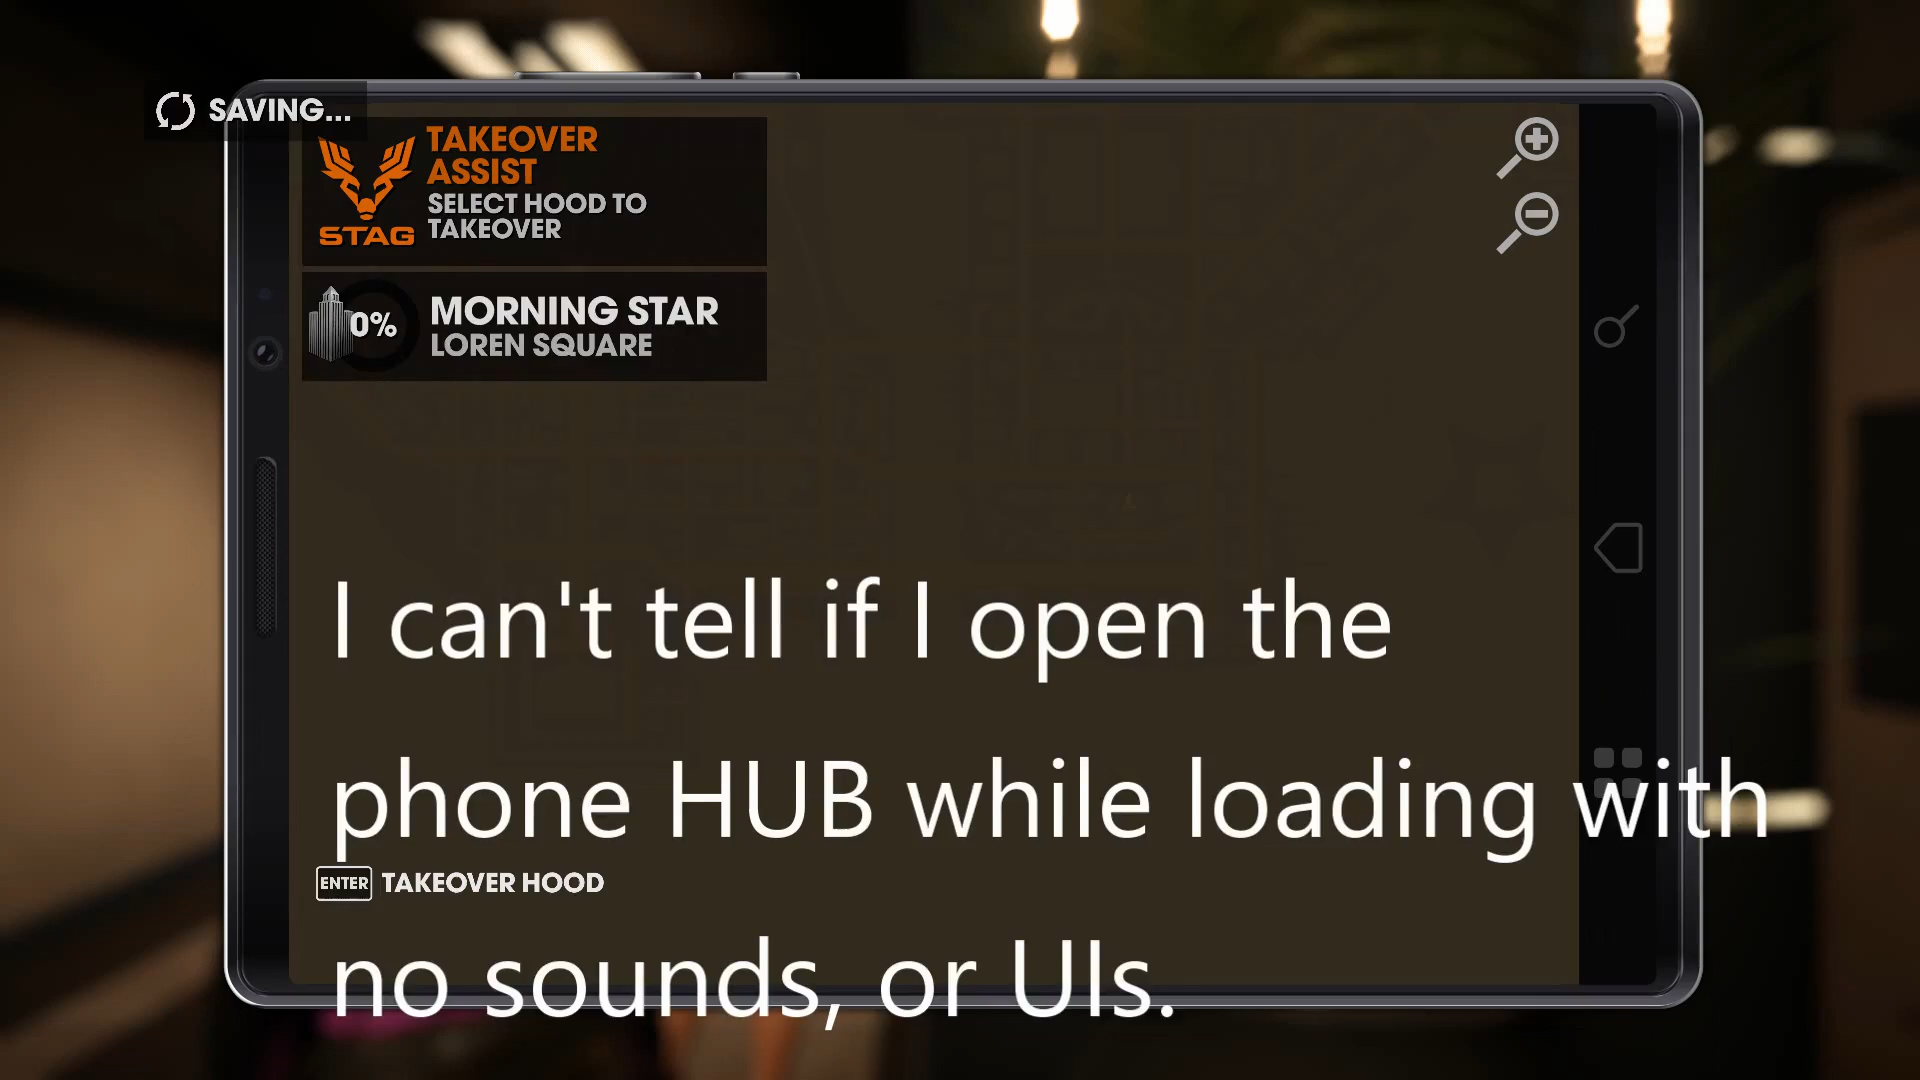 SAVING...
TAKEOVER
ASSIST
SELECT HOOD TO
TAKEOVER
STAG
0%
MORNING STAR
LOREN SQUARE
I can't tell if I open the
phone HUB while loading with
ENTER TAKEOVER HOOD
no sounds, or UIs.